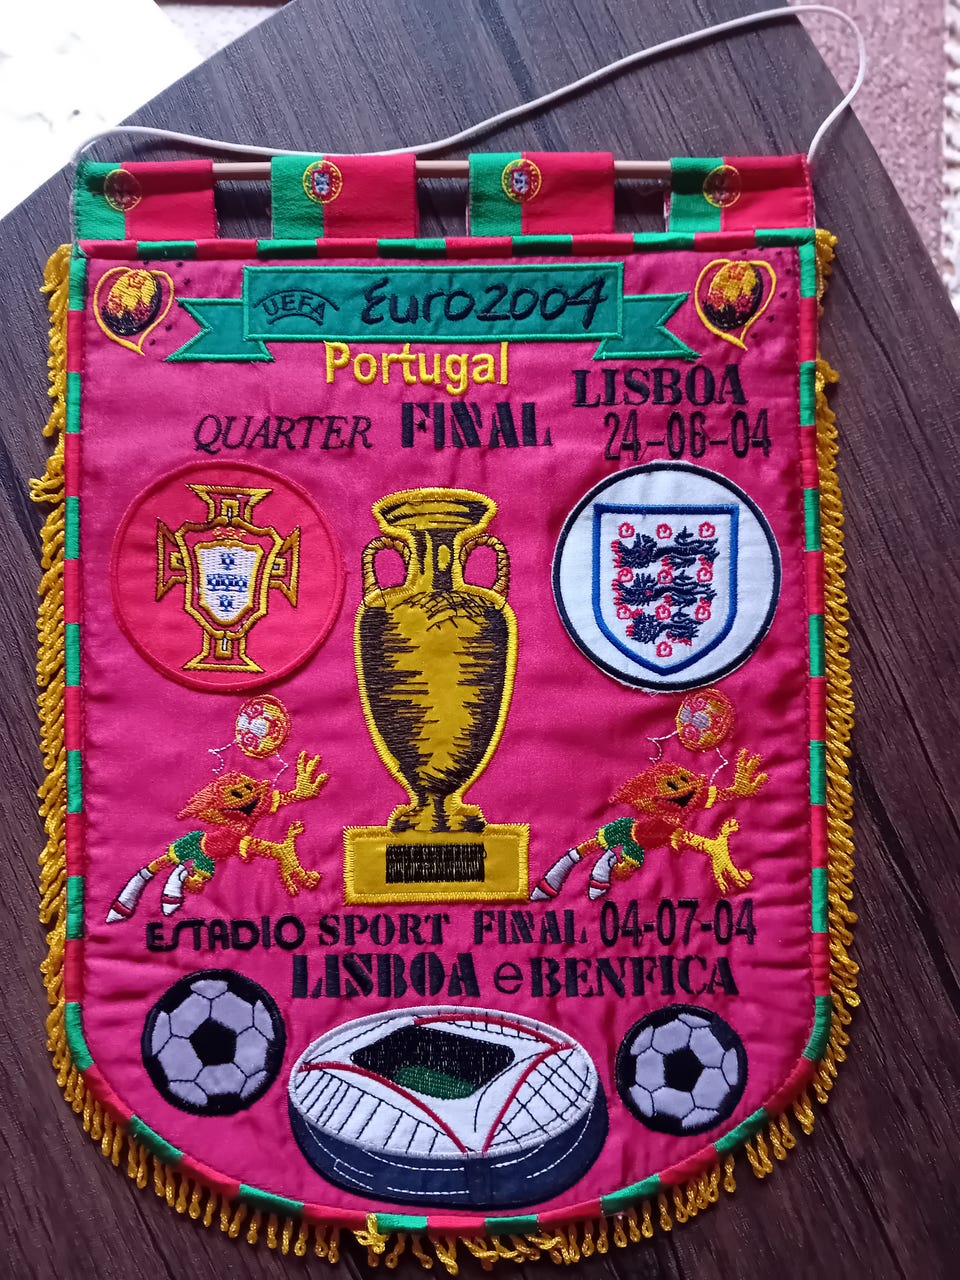 UEFA Euro2004
Portugal
LISBOA
QUARTER FINAL 24-06-04
ESTADIO SPORT FINAL 04-07-04
LISBOA e BENFICA